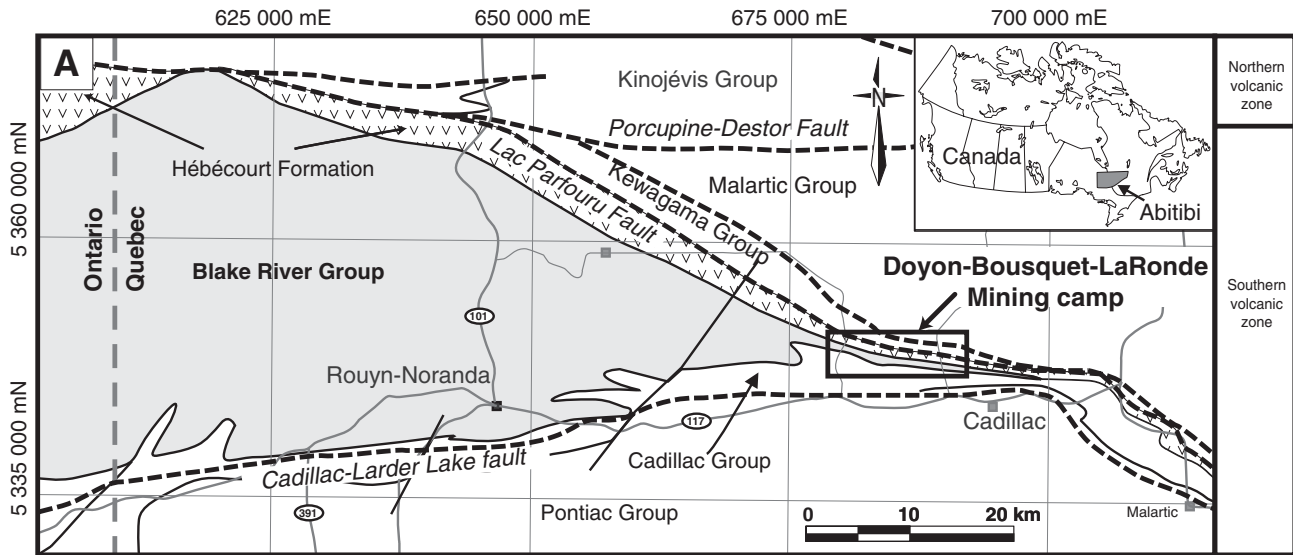 625 000 mE
650 000 mE
675 000 mE
700 000 mE
A
Kinojévis Group
N
Northern
volcanic
zone
Porcupine-Destor Fault
Canada
Abitibi
Hébécourt Formation
Lac Parfouru Fault
Kewagama Group
Malartic Group
5 360 000 mN
Ontario
Quebec
Blake River Group
Doyon-Bousquet-LaRonde
Mining camp
Southern
volcanic
zone
101
Rouyn-Noranda
117
Cadillac
5 335 000 mN
Cadillac-Larder Lake fault
Cadillac Group
391
Pontiac Group
0 10 20 km
Malartic